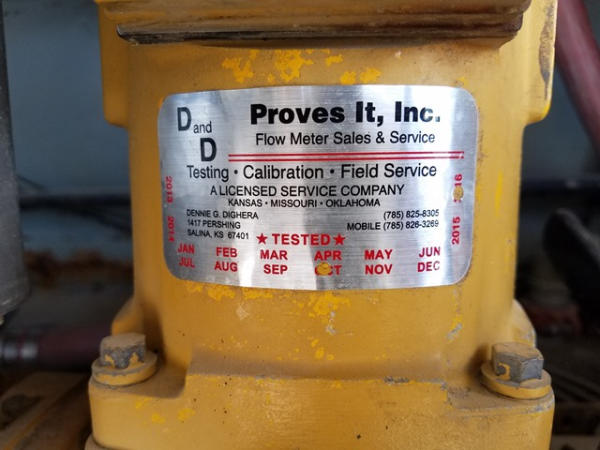 D and D
Proves It, Inc.
Flow Meter Sales & Service
Testing • Calibration • Field Service
A LICENSED SERVICE COMPANY
KANSAS • MISSOURI • OKLAHOMA
DENNIE G. DIGHERA (785) 825-8305
1417 PERSHING MOBILE (785) 826-3269
SALINA, KS 67401
★ TESTED ★
JAN FEB MAR APR MAY JUN
JUL AUG SEP OCT NOV DEC
2013 2014
2015 2016